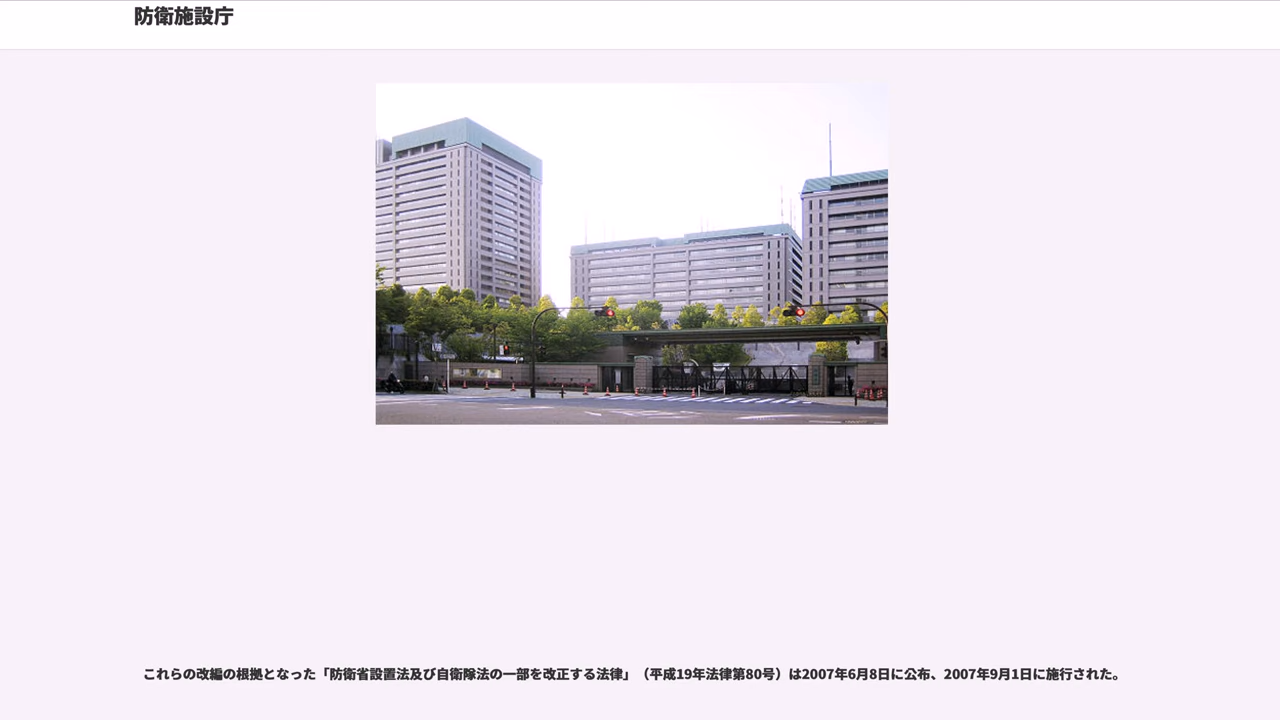 防衛施設庁
これらの改編の根拠となった「防衛省設置法及び自衛隊法の一部を改正する法律」（平成19年法律第80号）は2007年6月8日に公布、2007年9月1日に施行された。